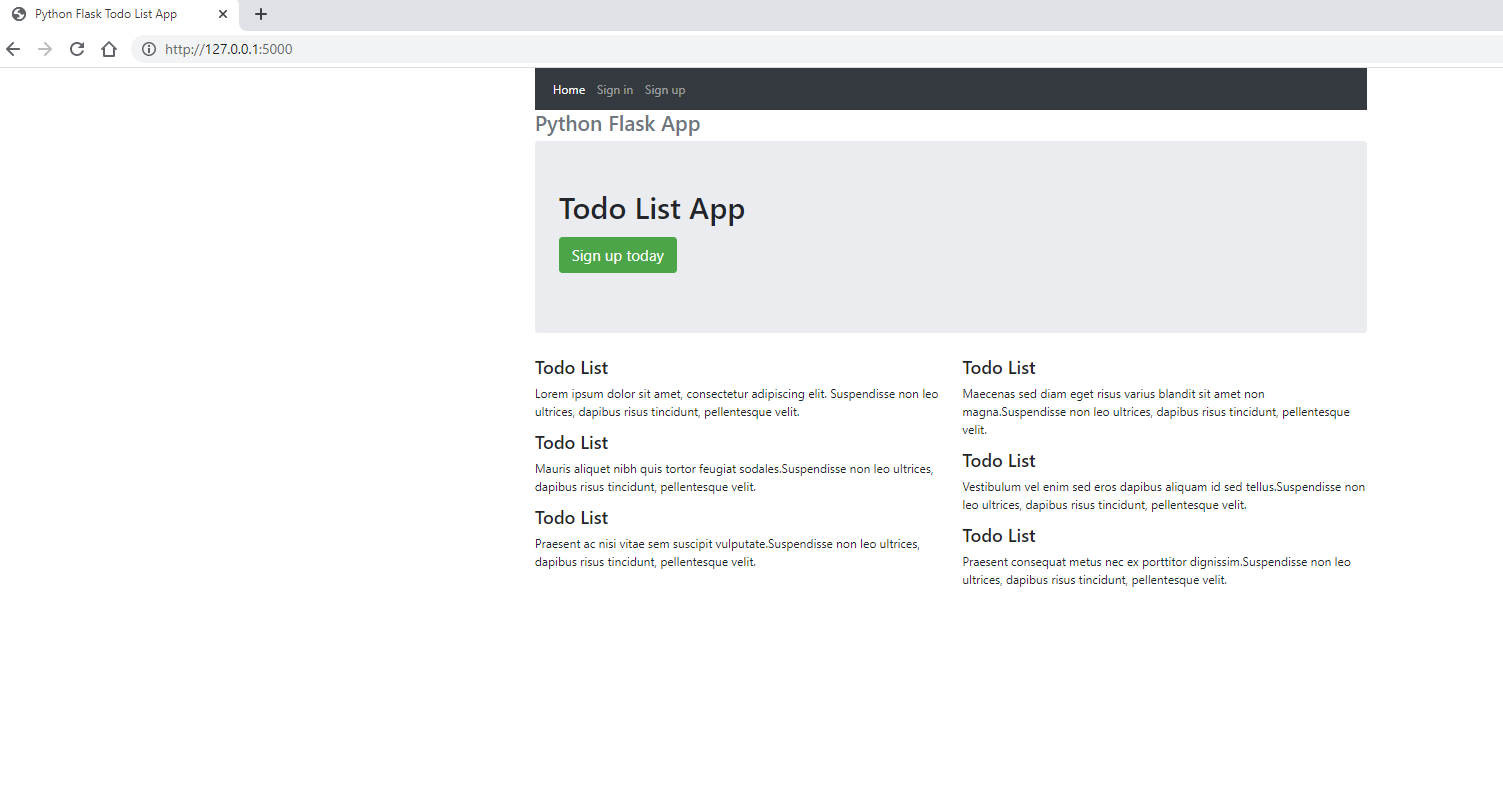 Python Flask Todo List App
http://127.0.0.1:5000
Home Sign in Sign up
Python Flask App
Todo List App
Sign up today
Todo List
Lorem ipsum dolor sit amet, consectetur adipiscing elit. Suspendisse non leo
ultrices, dapibus risus tincidunt, pellentesque velit.
Todo List
Mauris aliquet nibh quis tortor feugiat sodales.Suspendisse non leo ultrices,
dapibus risus tincidunt, pellentesque velit.
Todo List
Praesent ac nisi vitae sem suscipit vulputate.Suspendisse non leo ultrices,
dapibus risus tincidunt, pellentesque velit.
Todo List
Maecenas sed diam eget risus varius blandit sit amet non
magna.Suspendisse non leo ultrices, dapibus risus tincidunt, pellentesque
velit.
Todo List
Vestibulum vel enim sed eros dapibus aliquam id sed tellus.Suspendisse non
leo ultrices, dapibus risus tincidunt, pellentesque velit.
Todo List
Praesent consequat metus nec ex porttitor dignissim.Suspendisse non leo
ultrices, dapibus risus tincidunt, pellentesque velit.